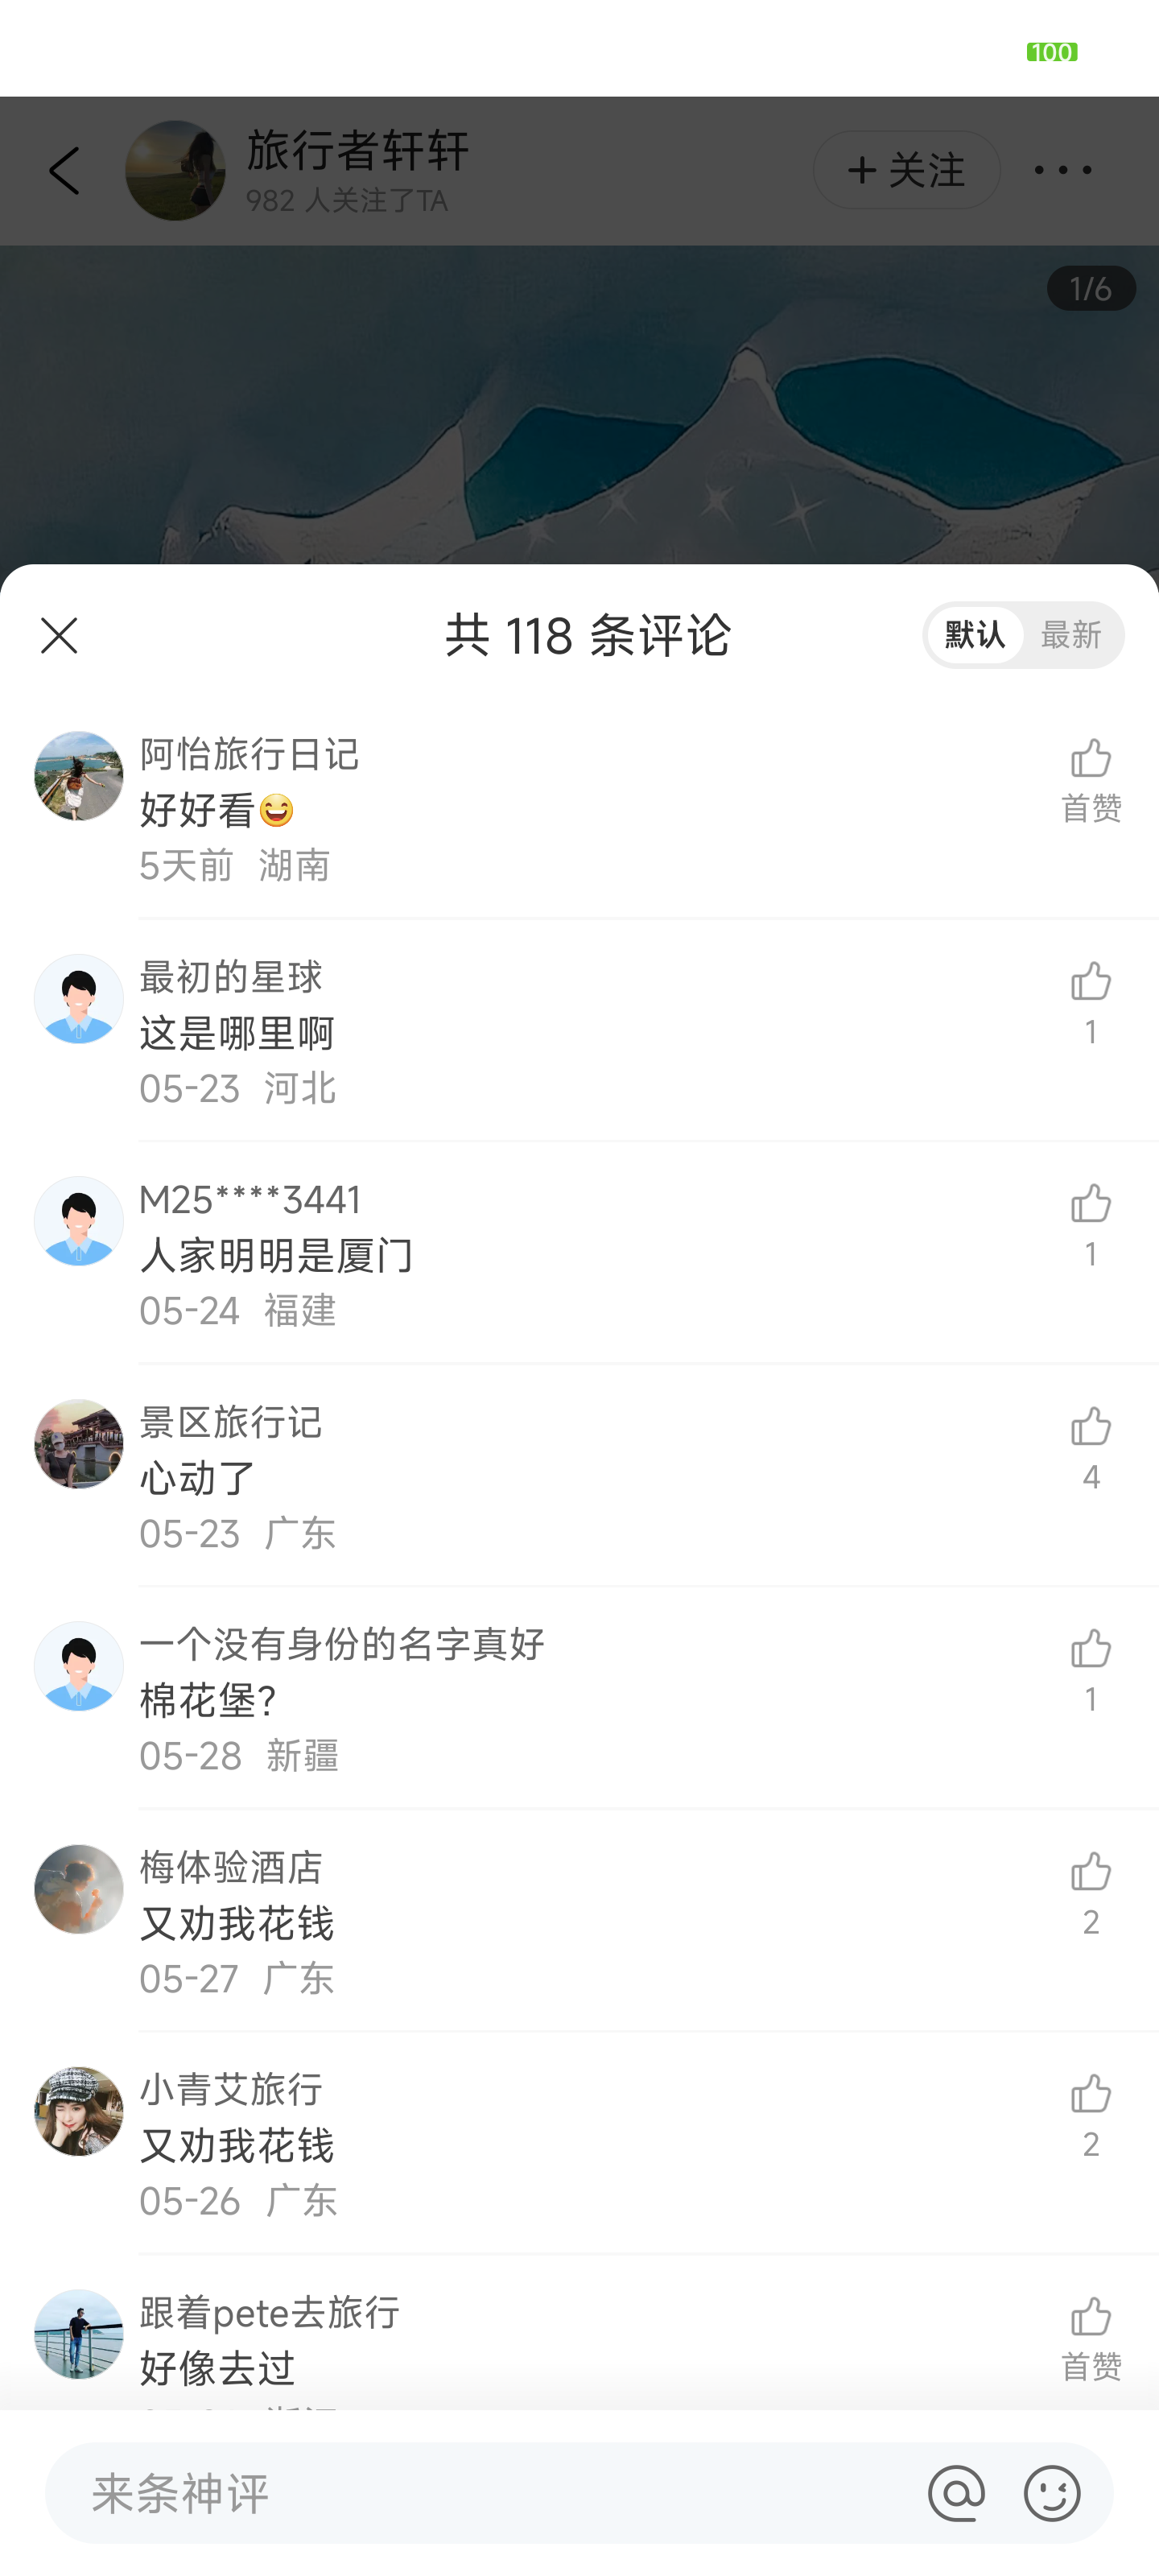 100
旅行者轩轩
982 人关注了TA
+ 关注
1/6
共 118 条评论
默认 最新
阿怡旅行日记
好好看😄
首赞
5天前 湖南
最初的星球
这是哪里啊
1
05-23 河北
M25****3441
人家明明是厦门
1
05-24 福建
景区旅行记
心动了
4
05-23 广东
一个没有身份的名字真好
棉花堡?
1
05-28 新疆
梅体验酒店
又劝我花钱
2
05-27 广东
小青艾旅行
又劝我花钱
2
05-26 广东
跟着pete去旅行
好像去过
首赞
来条神评